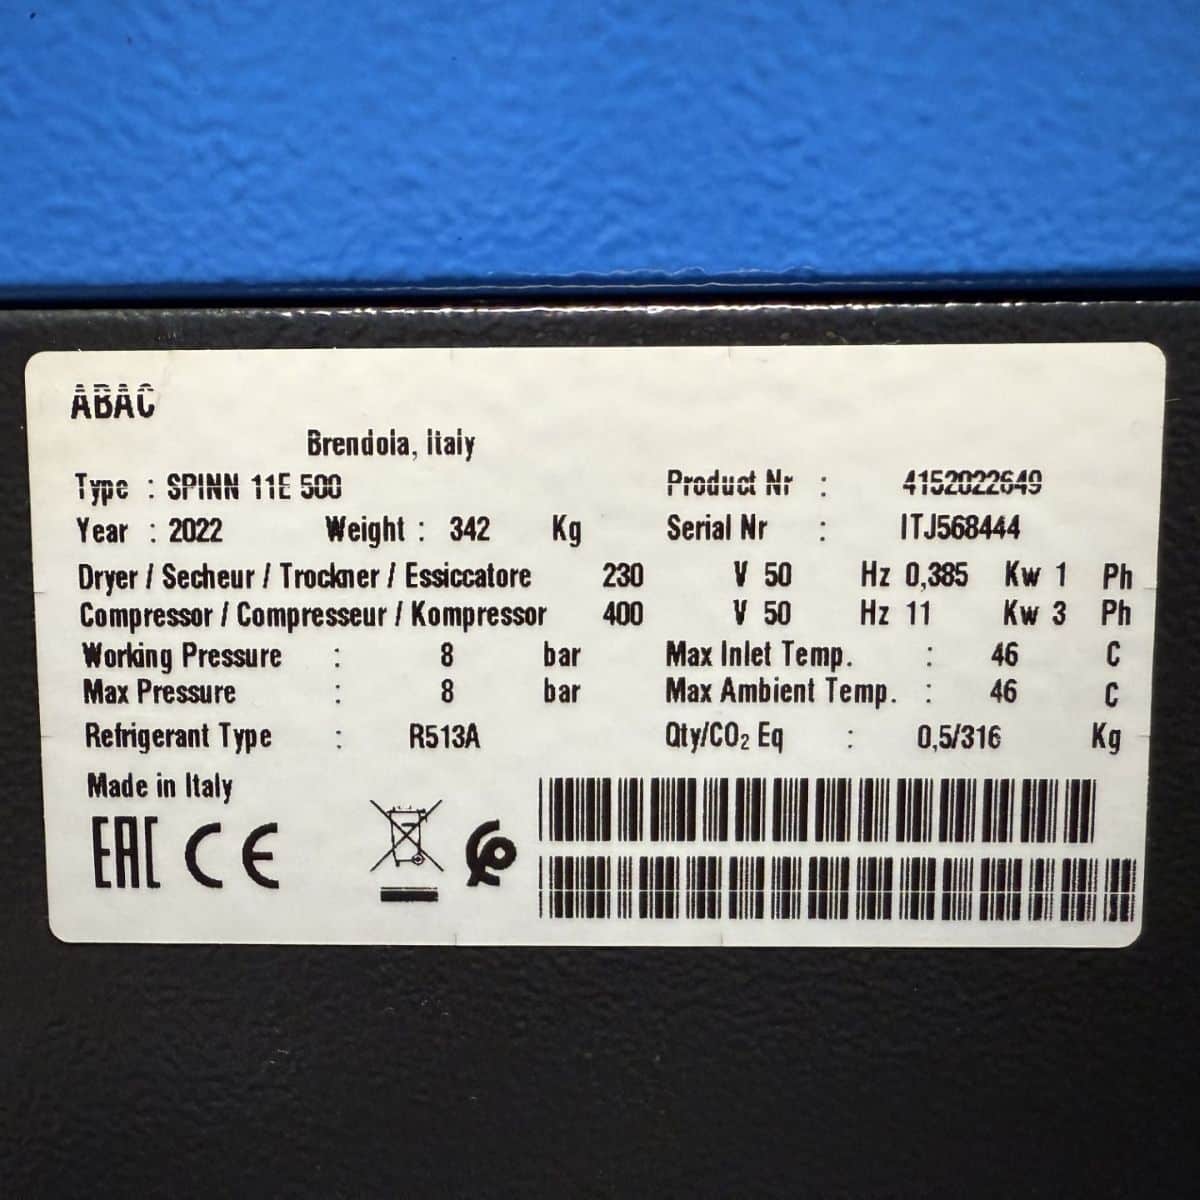 ABAC
Brendola, Italy
Type : SPINN 11E 500 Product Nr : 4152022649
Year : 2022 Weight : 342 Kg Serial Nr : ITJ568444
Dryer / Secheur / Trockner / Essiccatore 230 V 50 Hz 0,385 Kw 1 Ph
Compressor / Compresseur / Kompressor 400 V 50 Hz 11 Kw 3 Ph
Working Pressure : 8 bar Max Inlet Temp. : 46 C
Max Pressure : 8 bar Max Ambient Temp. : 46 C
Refrigerant Type : R513A Qty/CO₂ Eq : 0,5/316 Kg
Made in Italy
EAC CE